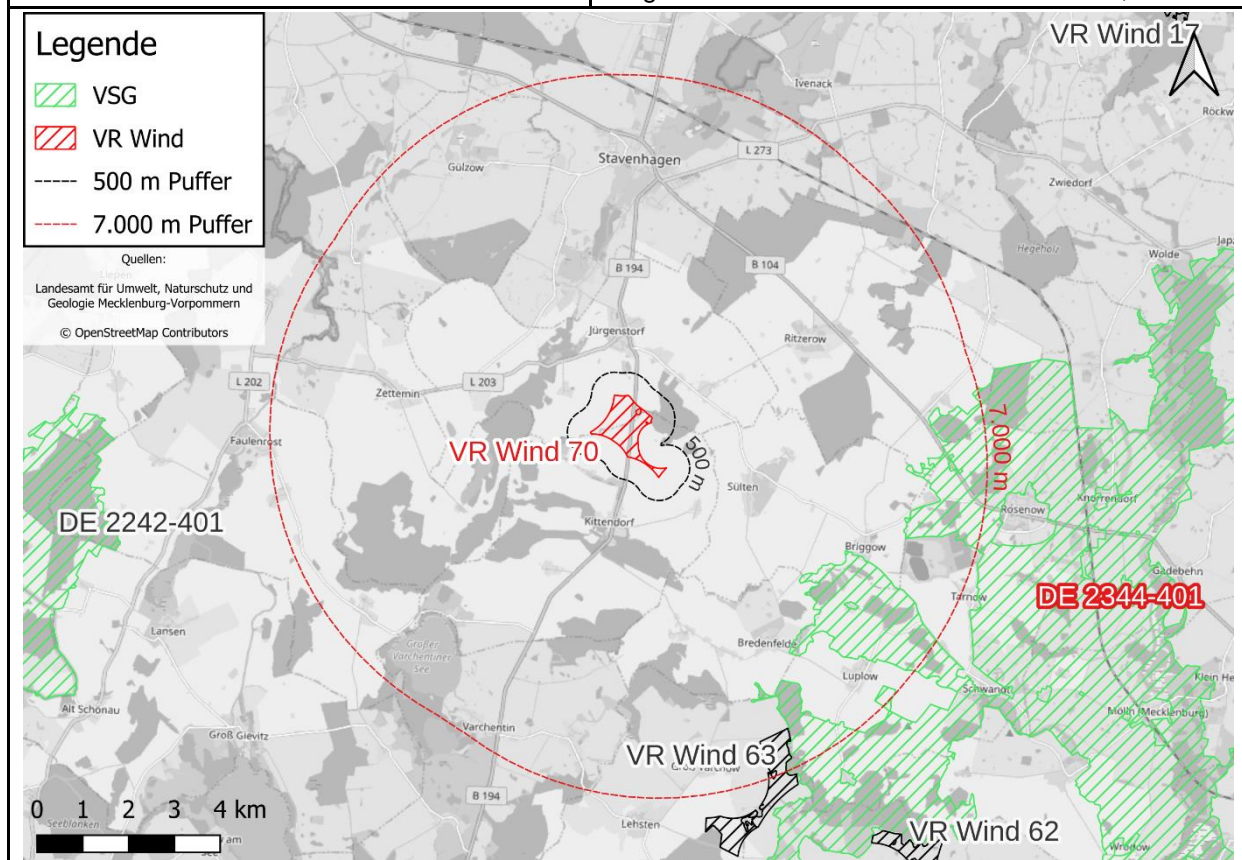 VR Wind 17
Legende
VSG
VR Wind
500 m Puffer
7.000 m Puffer
Quellen:
Landesamt für Umwelt, Naturschutz und
Geologie Mecklenburg-Vorpommern
© OpenStreetMap Contributors
Liepen
Ivenack
Stavenhagen
L 273
Gülzow
Zwiedorf
Hegeholz
Wolde
B 194
B 104
Jürgenstorf
Ritzerow
L 202
L 203
Zettemin
Faulenrost
VR Wind 70
500 m
7.000 m
Sülten
Knorrendorf
Rosenow
DE 2242-401
Kittendorf
Briggow
Gädebehn
Tarnow
DE 2344-401
Lansen
Großer
Varchentiner
See
Bredenfelde
Luplow
Schwandt
Klein He
Alt Schönau
Mölln (Mecklenburg)
Varchentin
Groß Gievitz
VR Wind 63
B 194
0 1 2 3 4 km
Lehsten
VR Wind 62
Wrodow